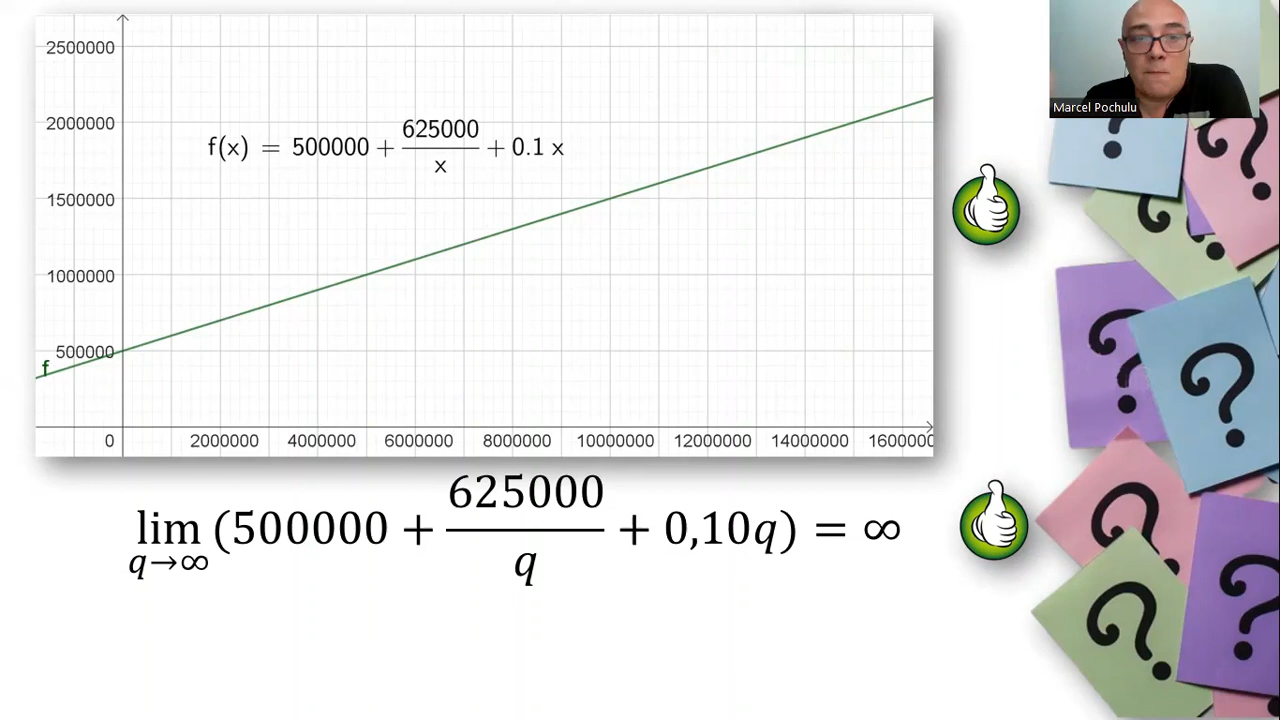 2500000
2000000
1500000
1000000
500000
f(x) = 500000 + 625000/x + 0.1 x
f
0 2000000 4000000 6000000 8000000 10000000 12000000 14000000 1600000
lim q→∞ (500000 + 625000/q + 0,10q) = ∞
Marcel Pochulu
?
?
?
?
?
?
?
?
?